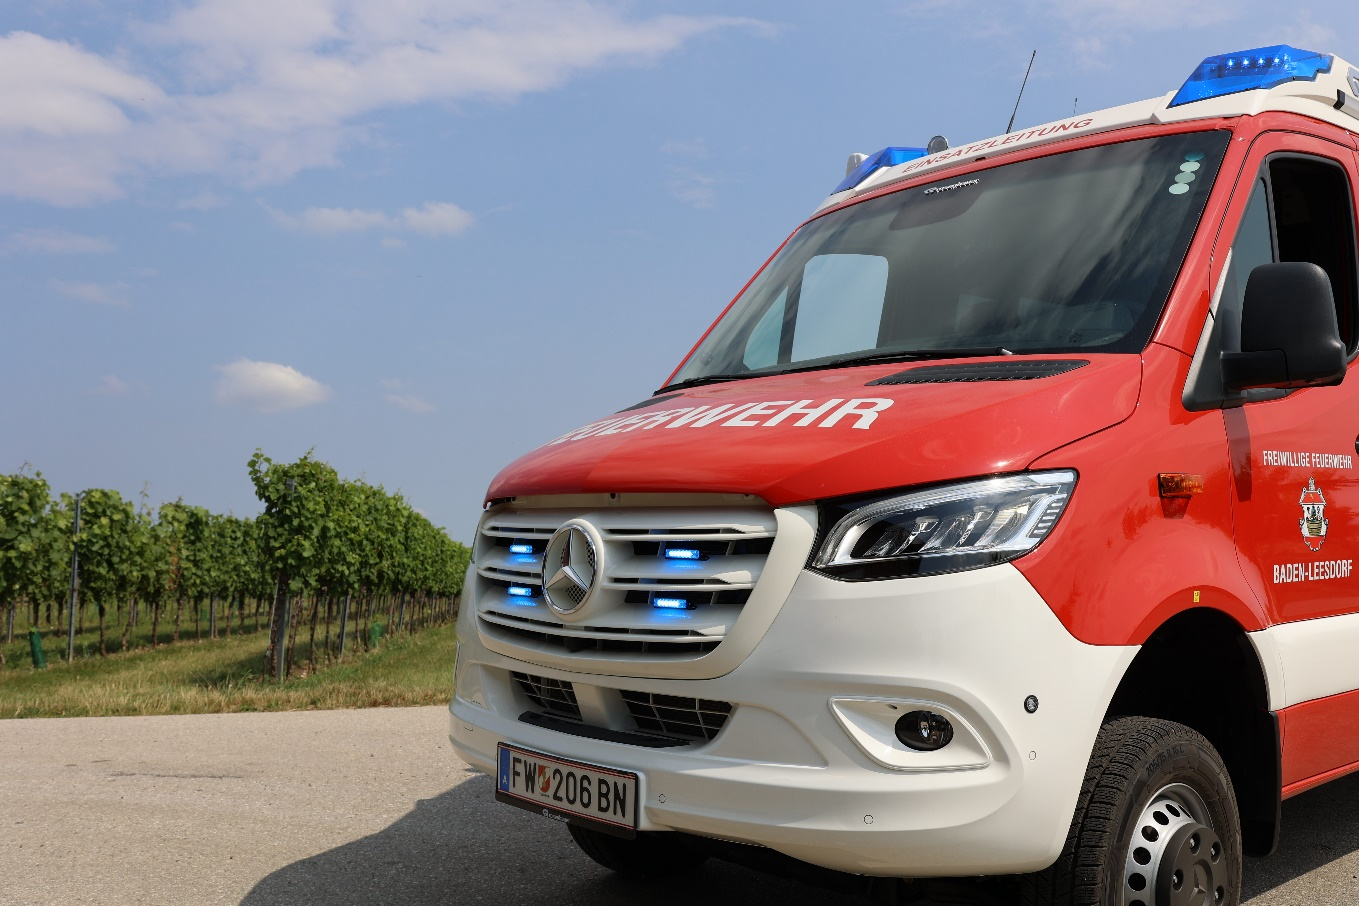 EINSATZLEITUNG
FEUERWEHR
FREIWILLIGE FEUERWEHR
BADEN-LEESDORF
A
FW 206 BN